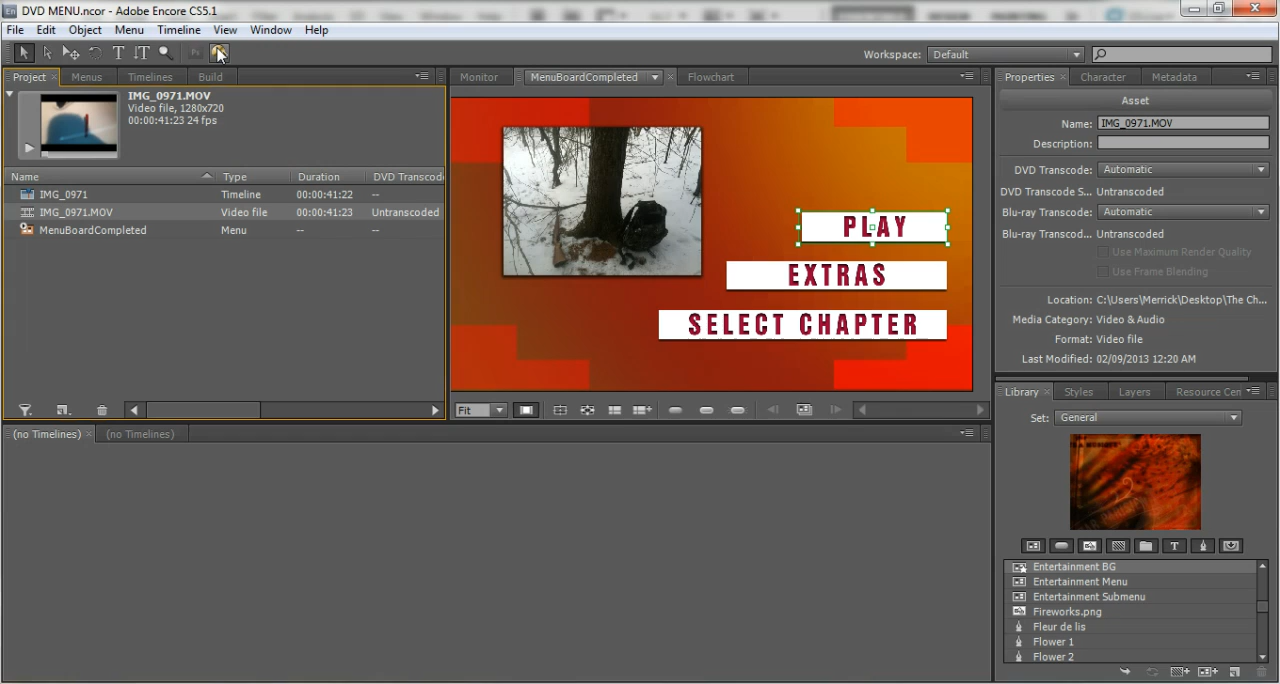 DVD MENU.ncor - Adobe Encore CS5.1
File Edit Object Menu Timeline View Window Help
Workspace: Default
Project Menus Timelines Build
IMG_0971.MOV
Video file, 1280x720
00:00:41:23 24 fps
Name Type Duration DVD Transcod
IMG_0971 Timeline 00:00:41:22 --
IMG_0971.MOV Video file 00:00:41:23 Untranscoded
MenuBoardCompleted Menu -- --
Monitor MenuBoardCompleted Flowchart
PLAY
EXTRAS
SELECT CHAPTER
Fit
Properties Character Metadata
Asset
Name: IMG_0971.MOV
Description:
DVD Transcode: Automatic
DVD Transcode S... Untranscoded
Blu-ray Transcode: Automatic
Blu-ray Transcod... Untranscoded
Use Maximum Render Quality
Use Frame Blending
Location: C:\Users\Merrick\Desktop\The Ch...
Media Category: Video & Audio
Format: Video file
Last Modified: 02/09/2013 12:20 AM
Library Styles Layers Resource Cen
Set: General
Entertainment BG
Entertainment Menu
Entertainment Submenu
Fireworks.png
Fleur de lis
Flower 1
Flower 2
(no Timelines) (no Timelines)